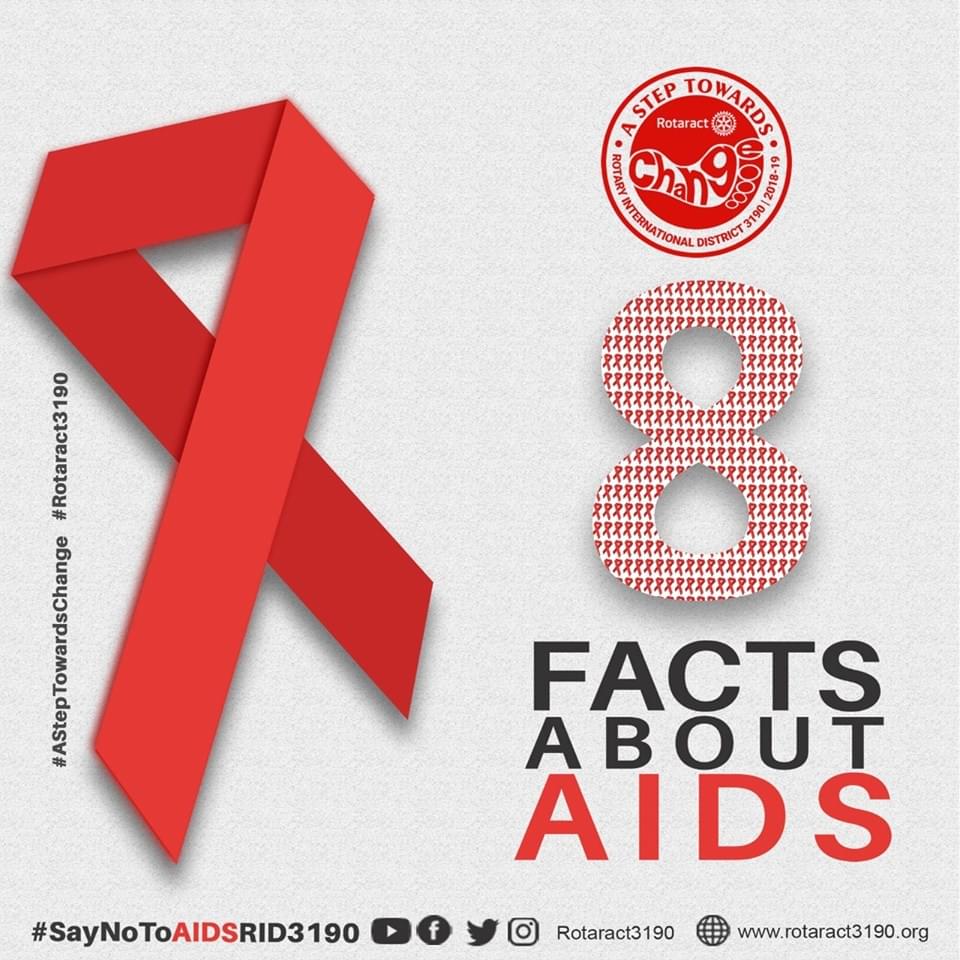 A STEP TOWARDS
Rotaract
Change
ROTARY INTERNATIONAL DISTRICT 3190 | 2018-19
8
FACTS
ABOUT
AIDS
#AStepTowardsChange #Rotaract3190
#SayNoToAIDSRID3190 Rotaract3190 www.rotaract3190.org